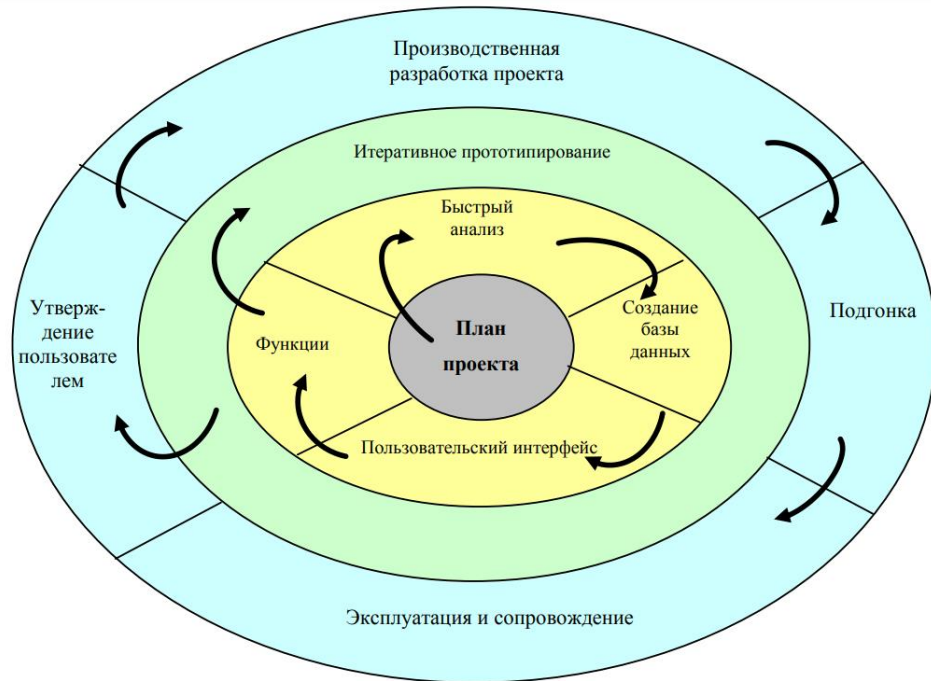 Производственная
разработка проекта
Итеративное прототипирование
Быстрый
анализ
План
проекта
Создание
базы
данных
Подгонка
Утверж-
дение
пользовате
лем
Функции
Пользовательский интерфейс
Эксплуатация и сопровождение